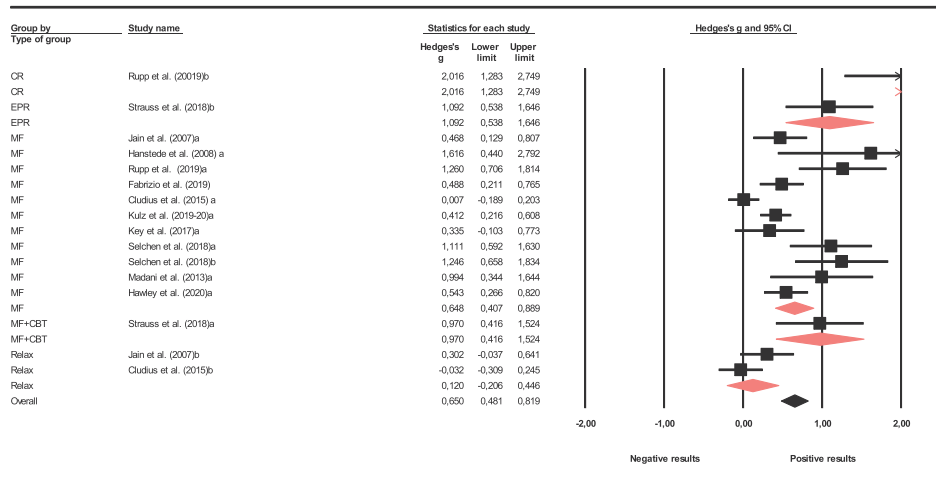 Group by Study name Statistics for each study Hedges's g and 95% CI
Type of group
Hedges's Lower Upper
g limit limit
CR Rupp et al. (20019)b 2,016 1,283 2,749
CR 2,016 1,283 2,749
EPR Strauss et al. (2018)b 1,092 0,538 1,646
EPR 1,092 0,538 1,646
MF Jain et al. (2007)a 0,468 0,129 0,807
MF Hanstede et al. (2008) a 1,616 0,440 2,792
MF Rupp et al. (2019)a 1,260 0,706 1,814
MF Fabrizio et al. (2019) 0,488 0,211 0,765
MF Cludius et al. (2015) a 0,007 -0,189 0,203
MF Kulz et al. (2019-20)a 0,412 0,216 0,608
MF Key et al. (2017)a 0,335 -0,103 0,773
MF Selchen et al. (2018)a 1,111 0,592 1,630
MF Selchen et al. (2018)b 1,246 0,658 1,834
MF Madani et al. (2013)a 0,994 0,344 1,644
MF Hawley et al. (2020)a 0,543 0,266 0,820
MF 0,648 0,407 0,889
MF+CBT Strauss et al. (2018)a 0,970 0,416 1,524
MF+CBT 0,970 0,416 1,524
Relax Jain et al. (2007)b 0,302 -0,037 0,641
Relax Cludius et al. (2015)b -0,032 -0,309 0,245
Relax 0,120 -0,206 0,446
Overall 0,650 0,481 0,819
-2,00 -1,00 0,00 1,00 2,00
Negative results Positive results